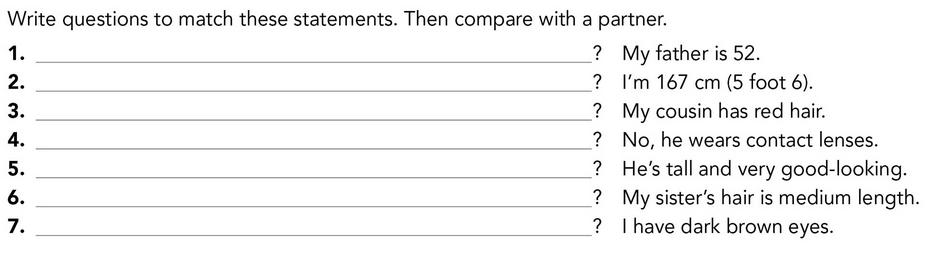 Write questions to match these statements. Then compare with a partner.
1. ? My father is 52.
2. ? I'm 167 cm (5 foot 6).
3. ? My cousin has red hair.
4. ? No, he wears contact lenses.
5. ? He's tall and very good-looking.
6. ? My sister's hair is medium length.
7. ? I have dark brown eyes.